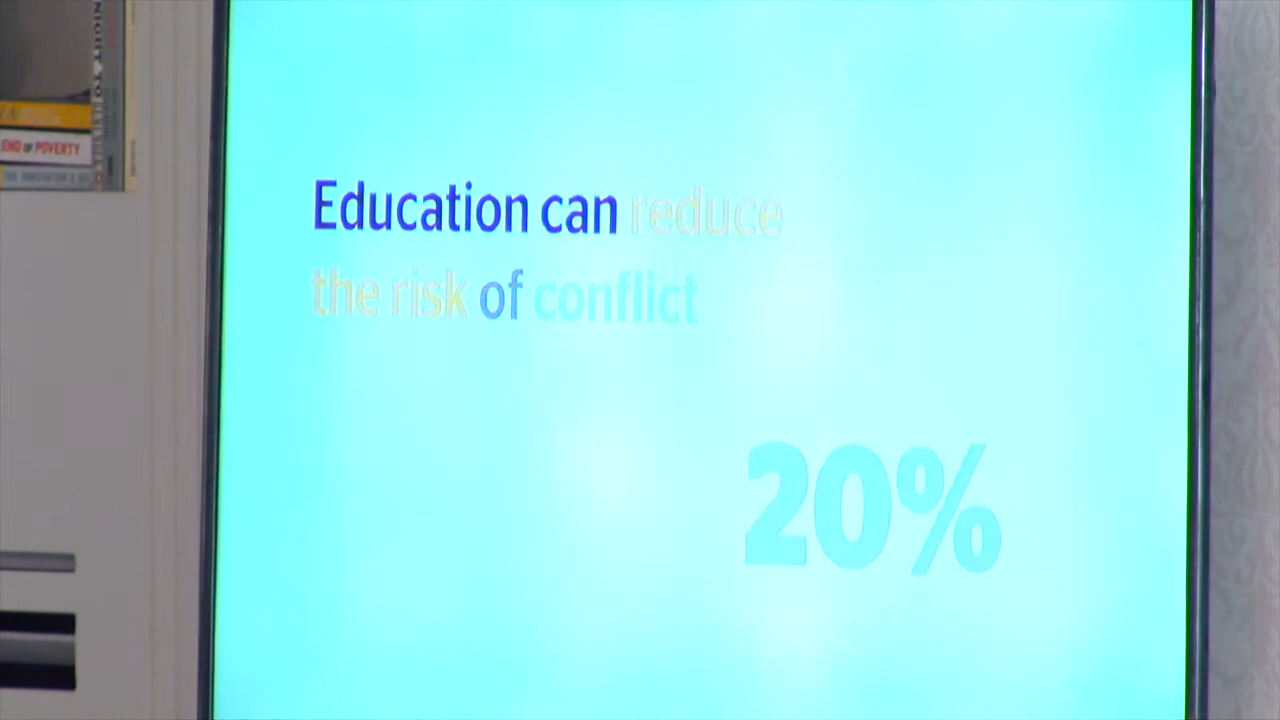 END OF POVERTY
Education can reduce
the risk of conflict
20%